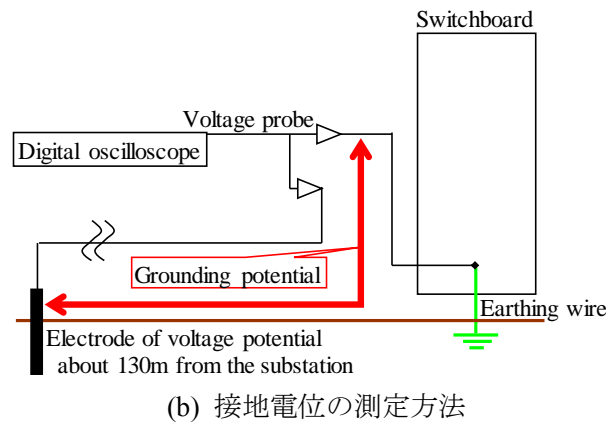 Switchboard
Voltage probe
Digital oscilloscope
Grounding potential
Earthing wire
Electrode of voltage potential
about 130m from the substation
(b) 接地電位の測定方法